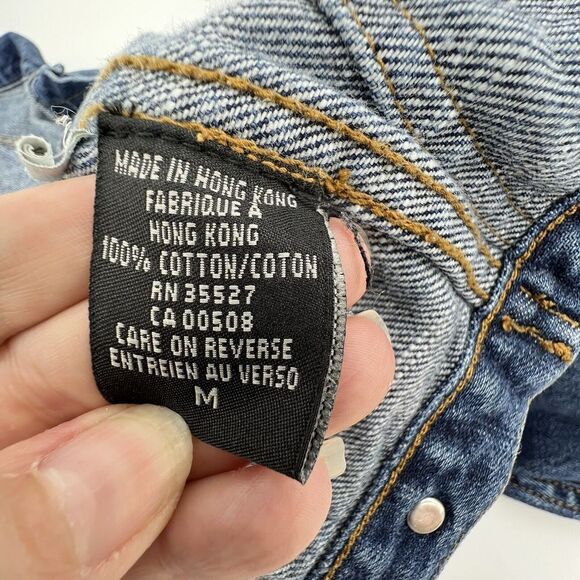 MADE IN HONG KONG
FABRIQUE À
HONG KONG
100% COTTON/COTON
RN 35527
CA 00508
CARE ON REVERSE
ENTREIEN AU VERSO
M